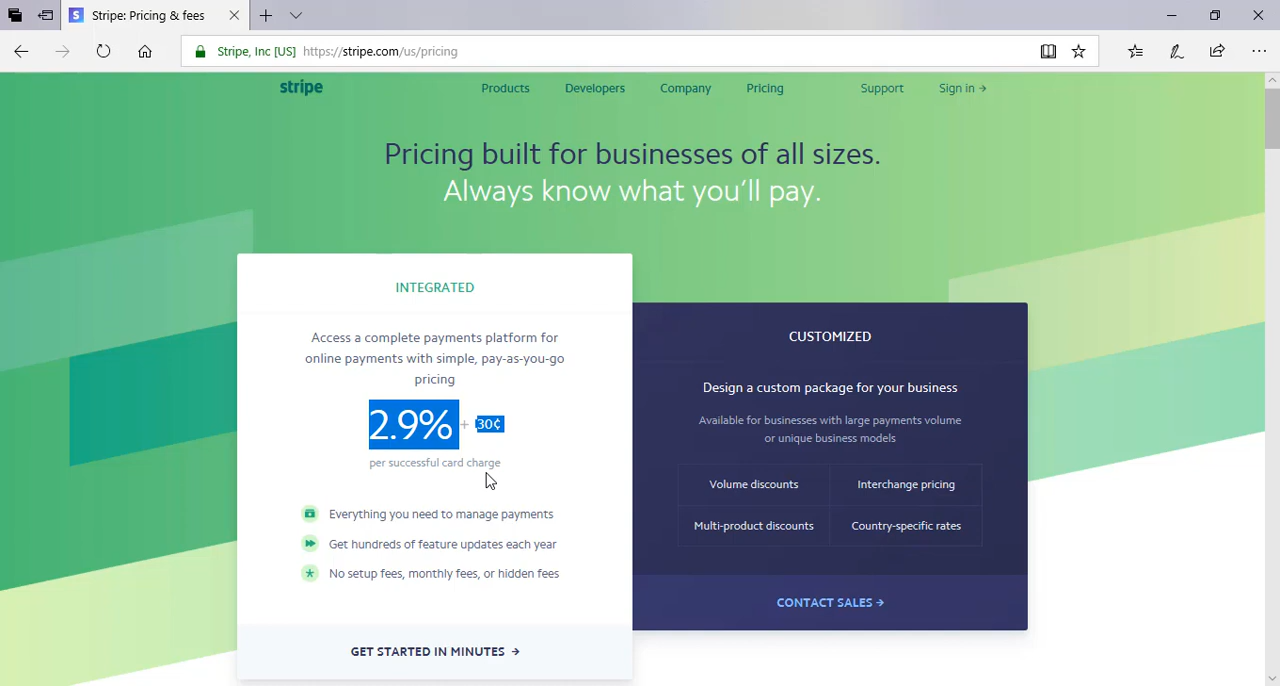 Stripe: Pricing & fees
Stripe, Inc [US] https://stripe.com/us/pricing
stripe Products Developers Company Pricing Support Sign in →
Pricing built for businesses of all sizes.
Always know what you'll pay.
INTEGRATED
Access a complete payments platform for
online payments with simple, pay-as-you-go
pricing
2.9% + 30¢
per successful card charge
Everything you need to manage payments
Get hundreds of feature updates each year
No setup fees, monthly fees, or hidden fees
GET STARTED IN MINUTES →
CUSTOMIZED
Design a custom package for your business
Available for businesses with large payments volume
or unique business models
Volume discounts Interchange pricing
Multi-product discounts Country-specific rates
CONTACT SALES →